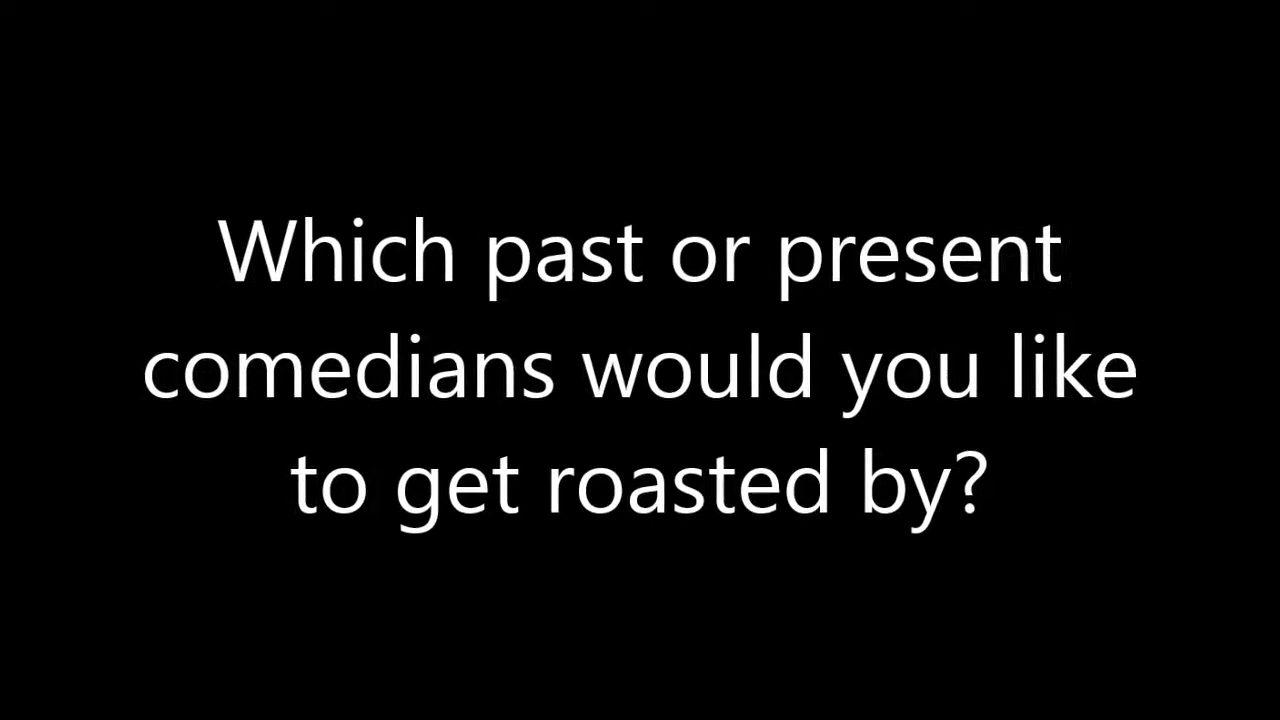 Which past or present
comedians would you like
to get roasted by?